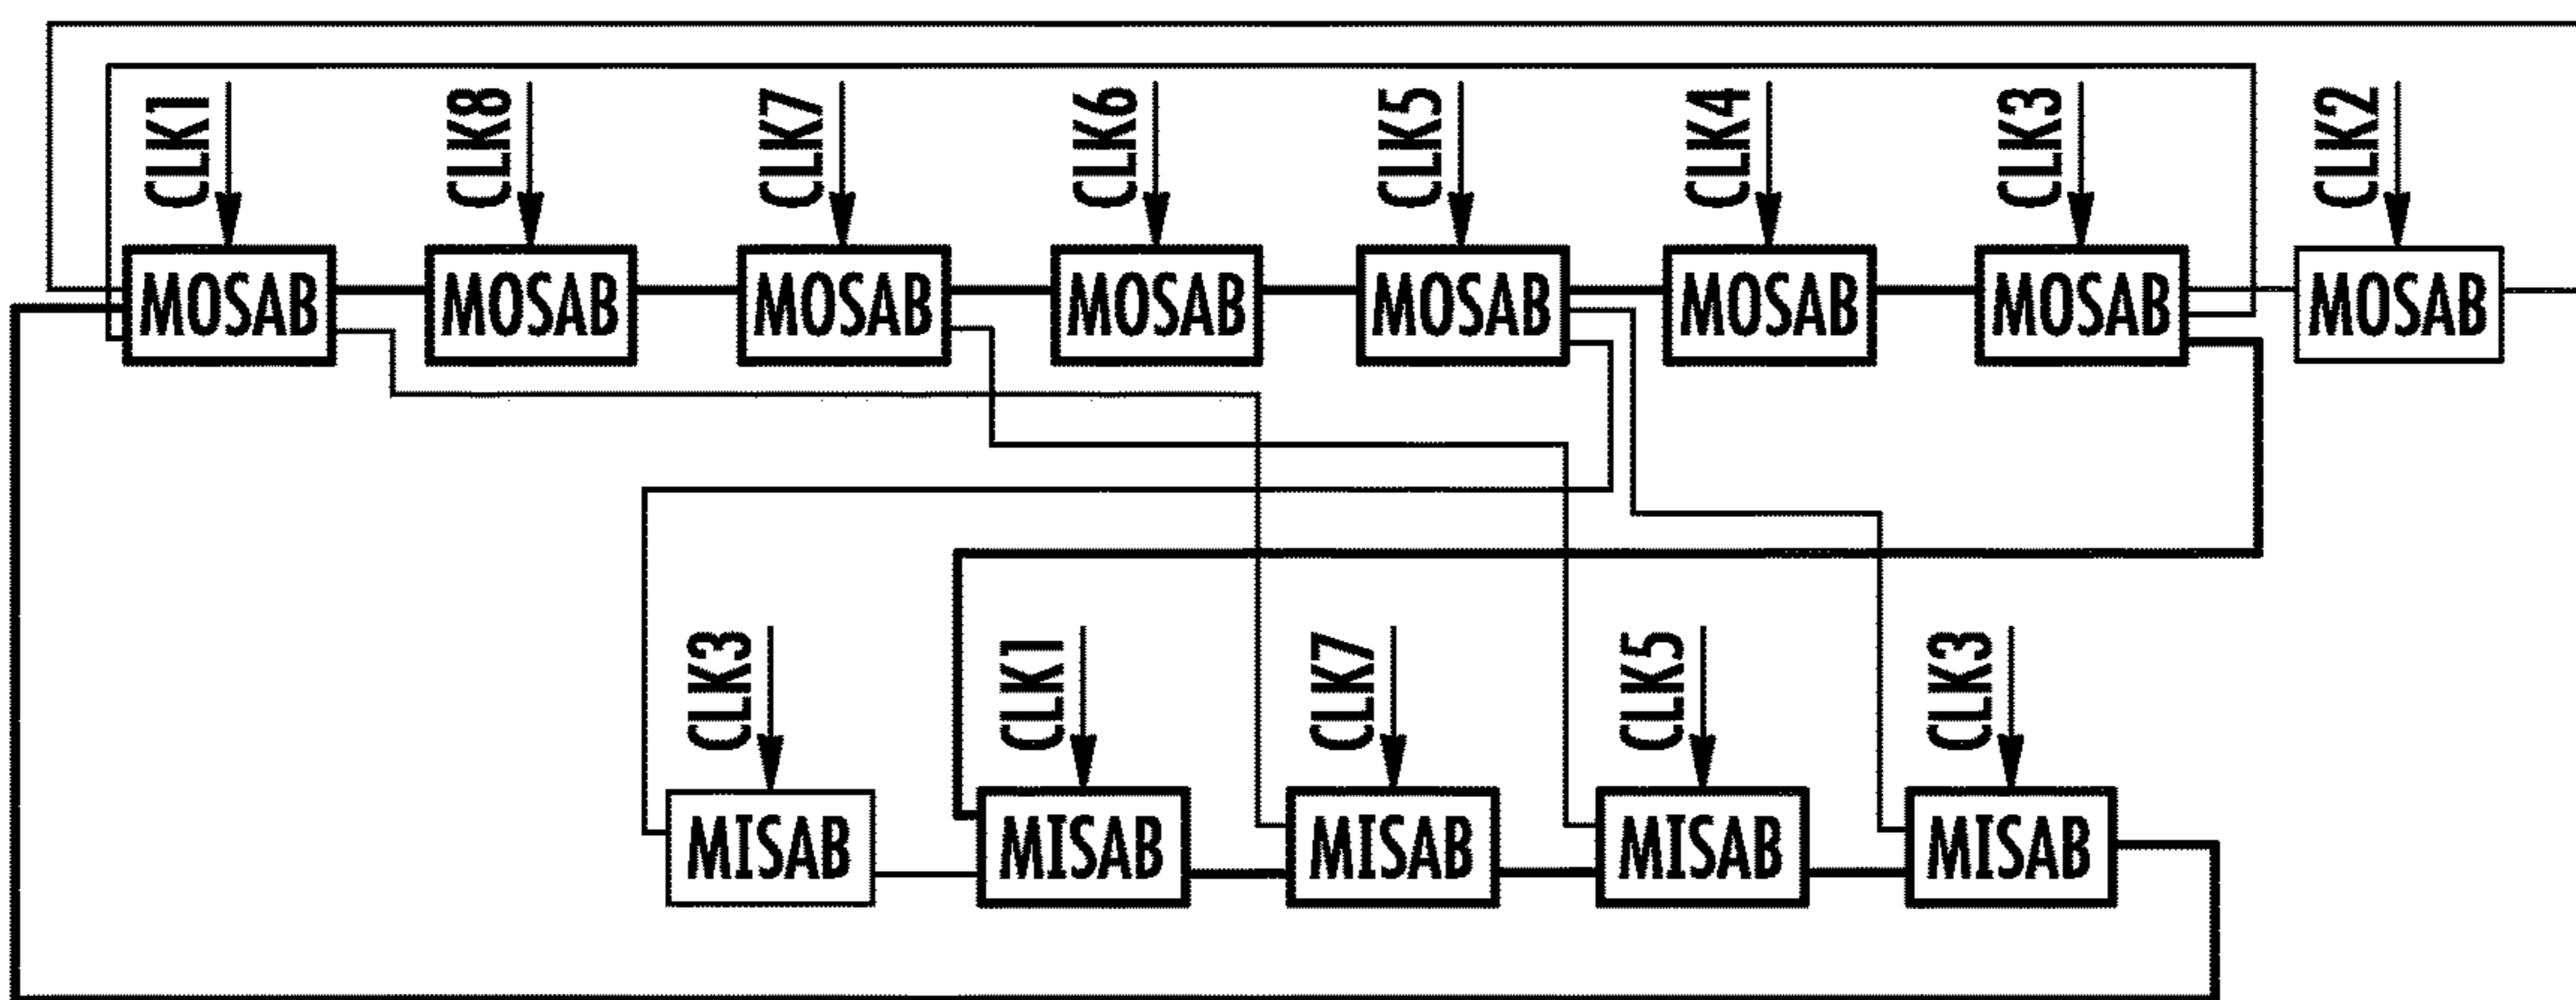 CLK1 CLK8 CLK7 CLK6 CLK5 CLK4 CLK3 CLK2
MOSAB MOSAB MOSAB MOSAB MOSAB MOSAB MOSAB MOSAB
CLK3 CLK1 CLK7 CLK5 CLK3
MISAB MISAB MISAB MISAB MISAB